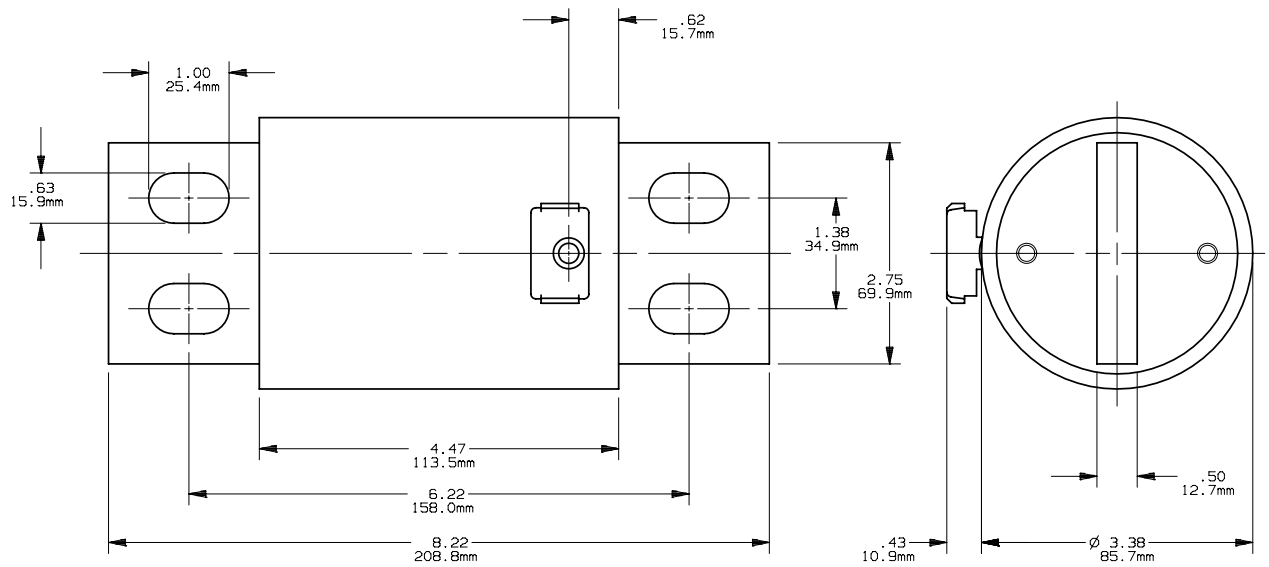 .62
15.7mm
1.00
25.4mm
.63
15.9mm
1.38
34.9mm
2.75
69.9mm
4.47
113.5mm
6.22
158.0mm
.50
12.7mm
8.22
208.8mm
.43
10.9mm
Ø 3.38
85.7mm